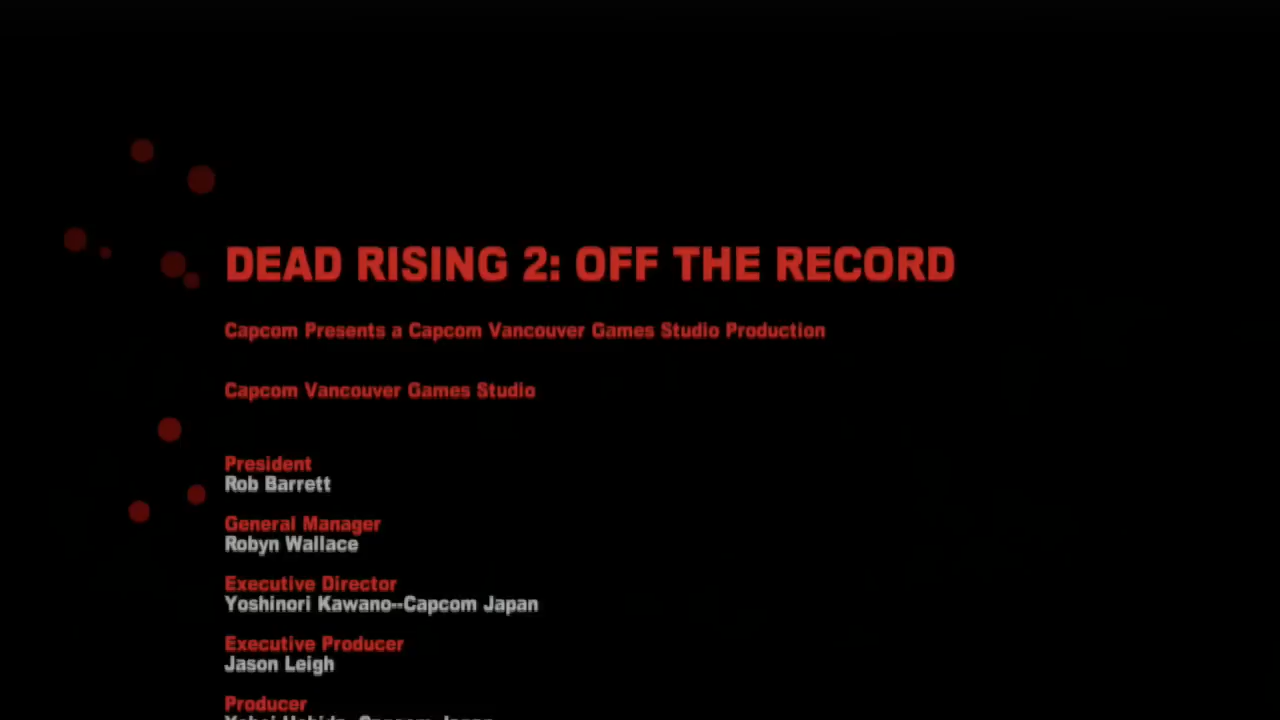 DEAD RISING 2: OFF THE RECORD
Capcom Presents a Capcom Vancouver Games Studio Production
Capcom Vancouver Games Studio
President
Rob Barrett
General Manager
Robyn Wallace
Executive Director
Yoshinori Kawano--Capcom Japan
Executive Producer
Jason Leigh
Producer